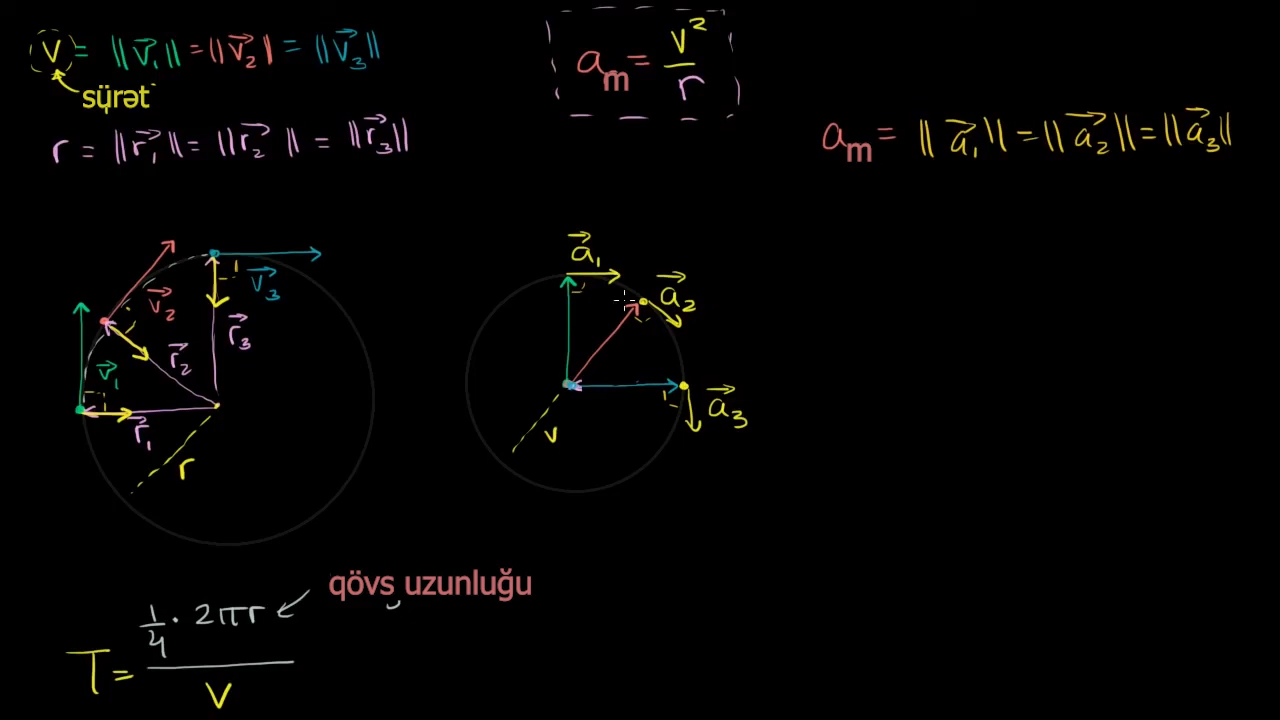 v = ||v⃗₁|| = ||v⃗₂|| = ||v⃗₃||
sürət
r = ||r⃗₁|| = ||r⃗₂|| = ||r⃗₃||
aₘ = v²/r
aₘ = ||a⃗₁|| = ||a⃗₂|| = ||a⃗₃||
v⃗₁
v⃗₂
v⃗₃
r⃗₁
r⃗₂
r⃗₃
r
a⃗₁
a⃗₂
a⃗₃
v
qövs uzunluğu
T = (1/4 · 2πr)/v